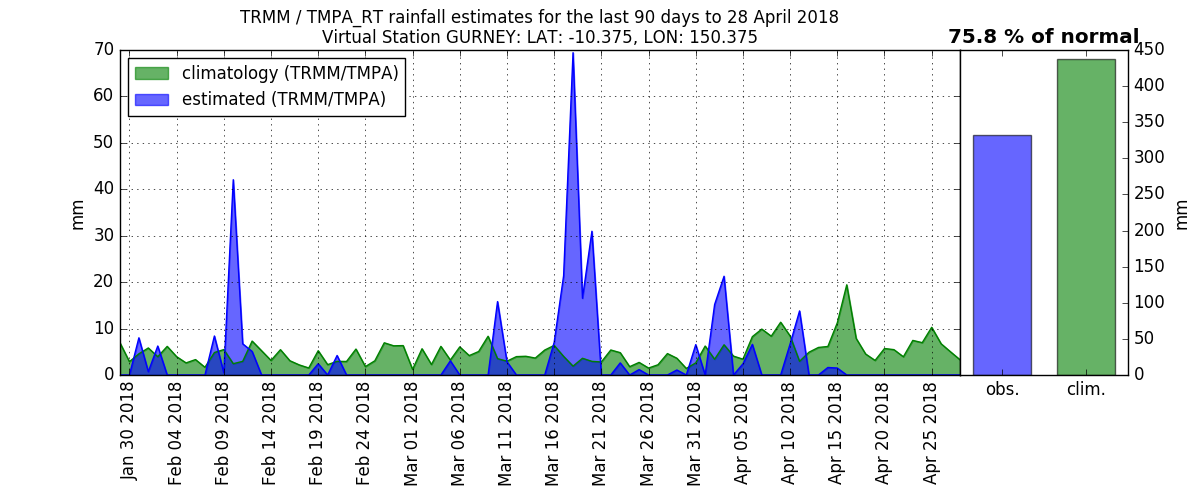 TRMM / TMPA_RT rainfall estimates for the last 90 days to 28 April 2018
Virtual Station GURNEY: LAT: -10.375, LON: 150.375
75.8 % of normal
climatology (TRMM/TMPA)
estimated (TRMM/TMPA)
mm
70
60
50
40
30
20
10
0
Jan 30 2018
Feb 04 2018
Feb 09 2018
Feb 14 2018
Feb 19 2018
Feb 24 2018
Mar 01 2018
Mar 06 2018
Mar 11 2018
Mar 16 2018
Mar 21 2018
Mar 26 2018
Mar 31 2018
Apr 05 2018
Apr 10 2018
Apr 15 2018
Apr 20 2018
Apr 25 2018
450
400
350
300
250
200
150
100
50
0
mm
obs.
clim.